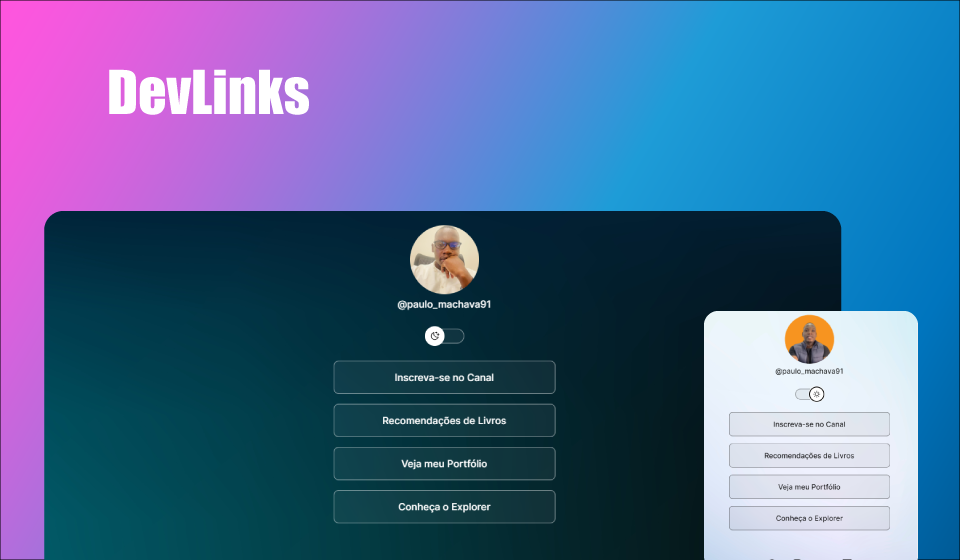 DevLinks
@paulo_machava91
Inscreva-se no Canal
Recomendações de Livros
Veja meu Portfólio
Conheça o Explorer
@paulo_machava91
Inscreva-se no Canal
Recomendações de Livros
Veja meu Portfólio
Conheça o Explorer